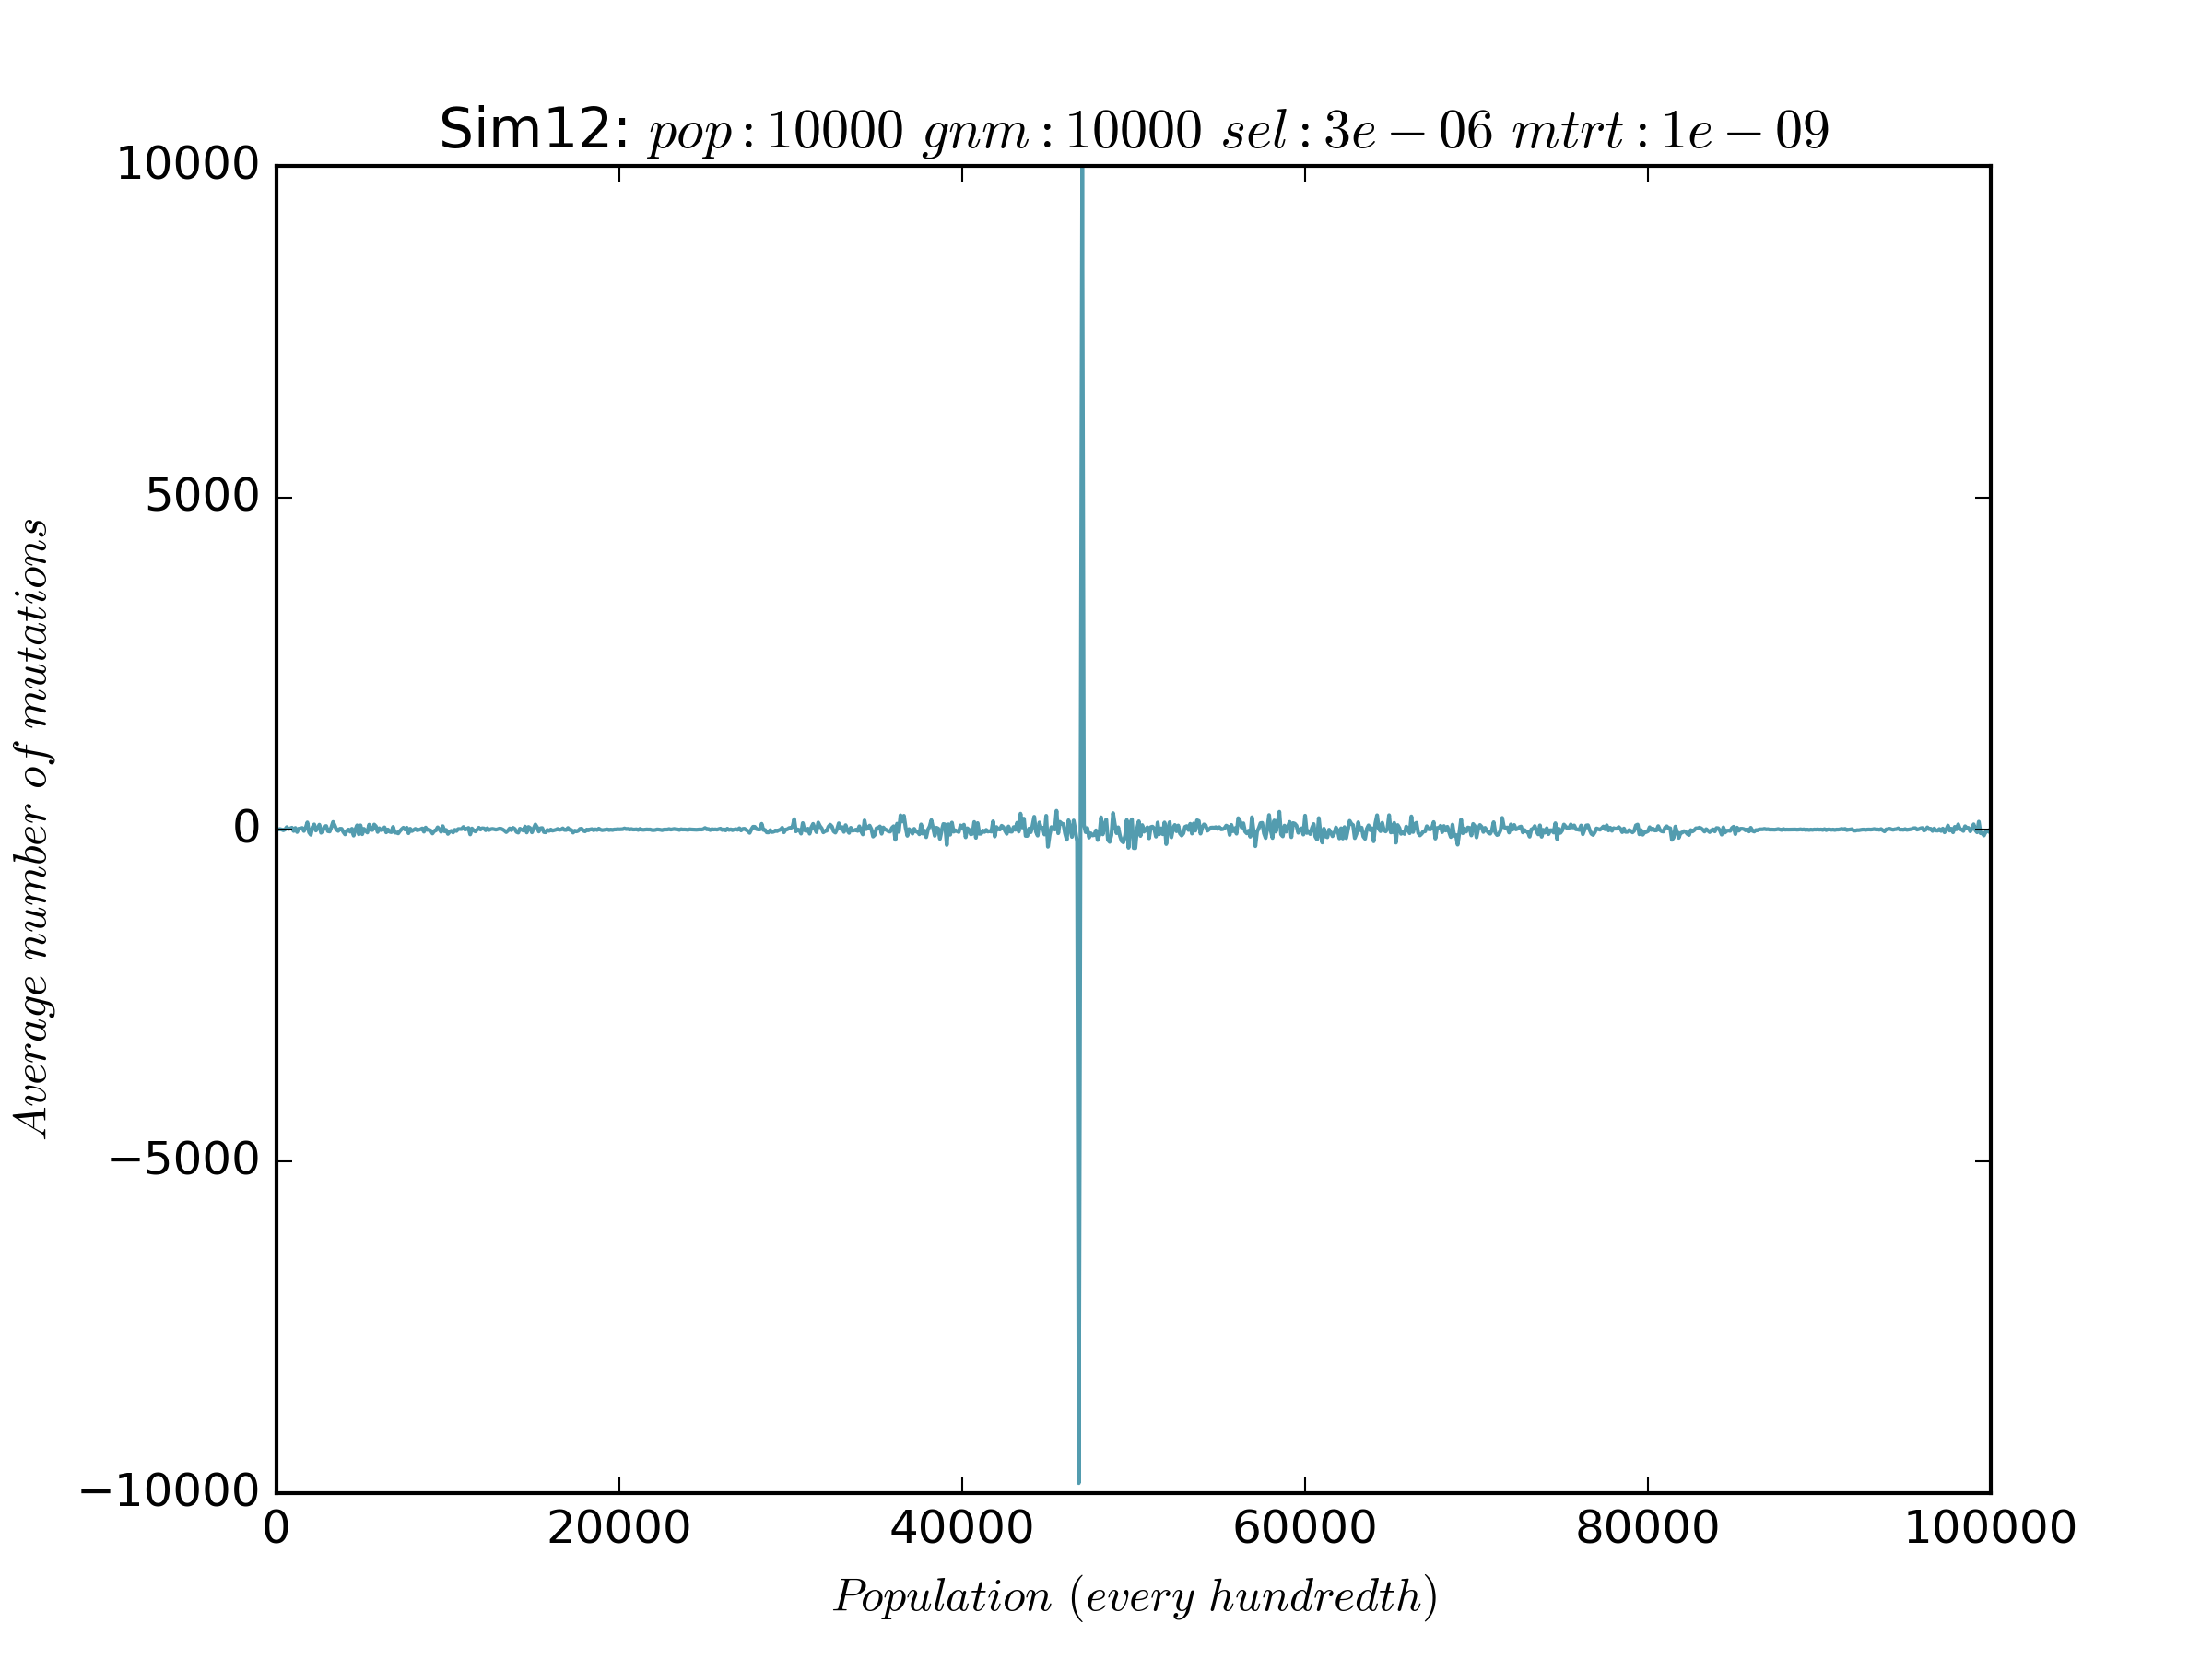 Sim12: pop : 10000 gnm : 10000 sel : 3e − 06 mtrt : 1e − 09
10000
5000
0
−5000
−10000
Average number of mutations
0 20000 40000 60000 80000 100000
Population (every hundredth)